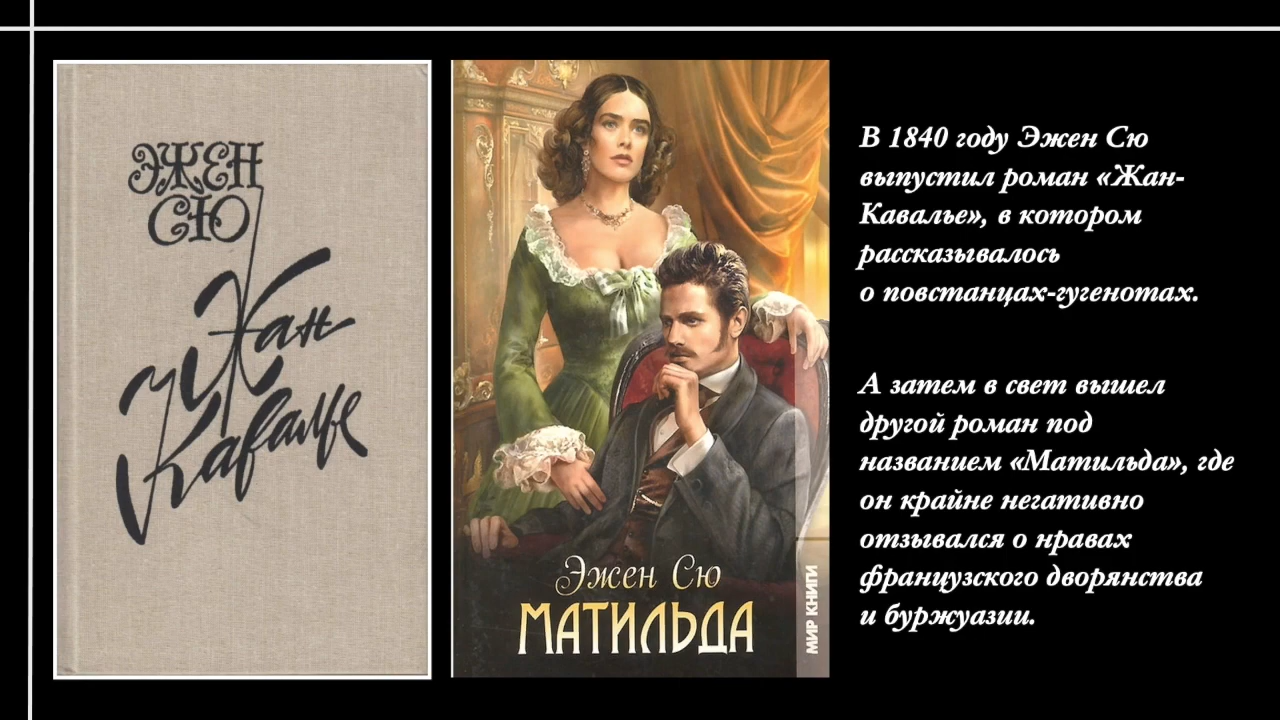 ЭЖЕН
СЮ
Жан
Кавалье
Эжен Сю
МАТИЛЬДА
МИР КНИГИ
В 1840 году Эжен Сю
выпустил роман «Жан-
Кавалье», в котором
рассказывалось
о повстанцах-гугенотах.
А затем в свет вышел
другой роман под
названием «Матильда», где
он крайне негативно
отзывался о нравах
французского дворянства
и буржуазии.